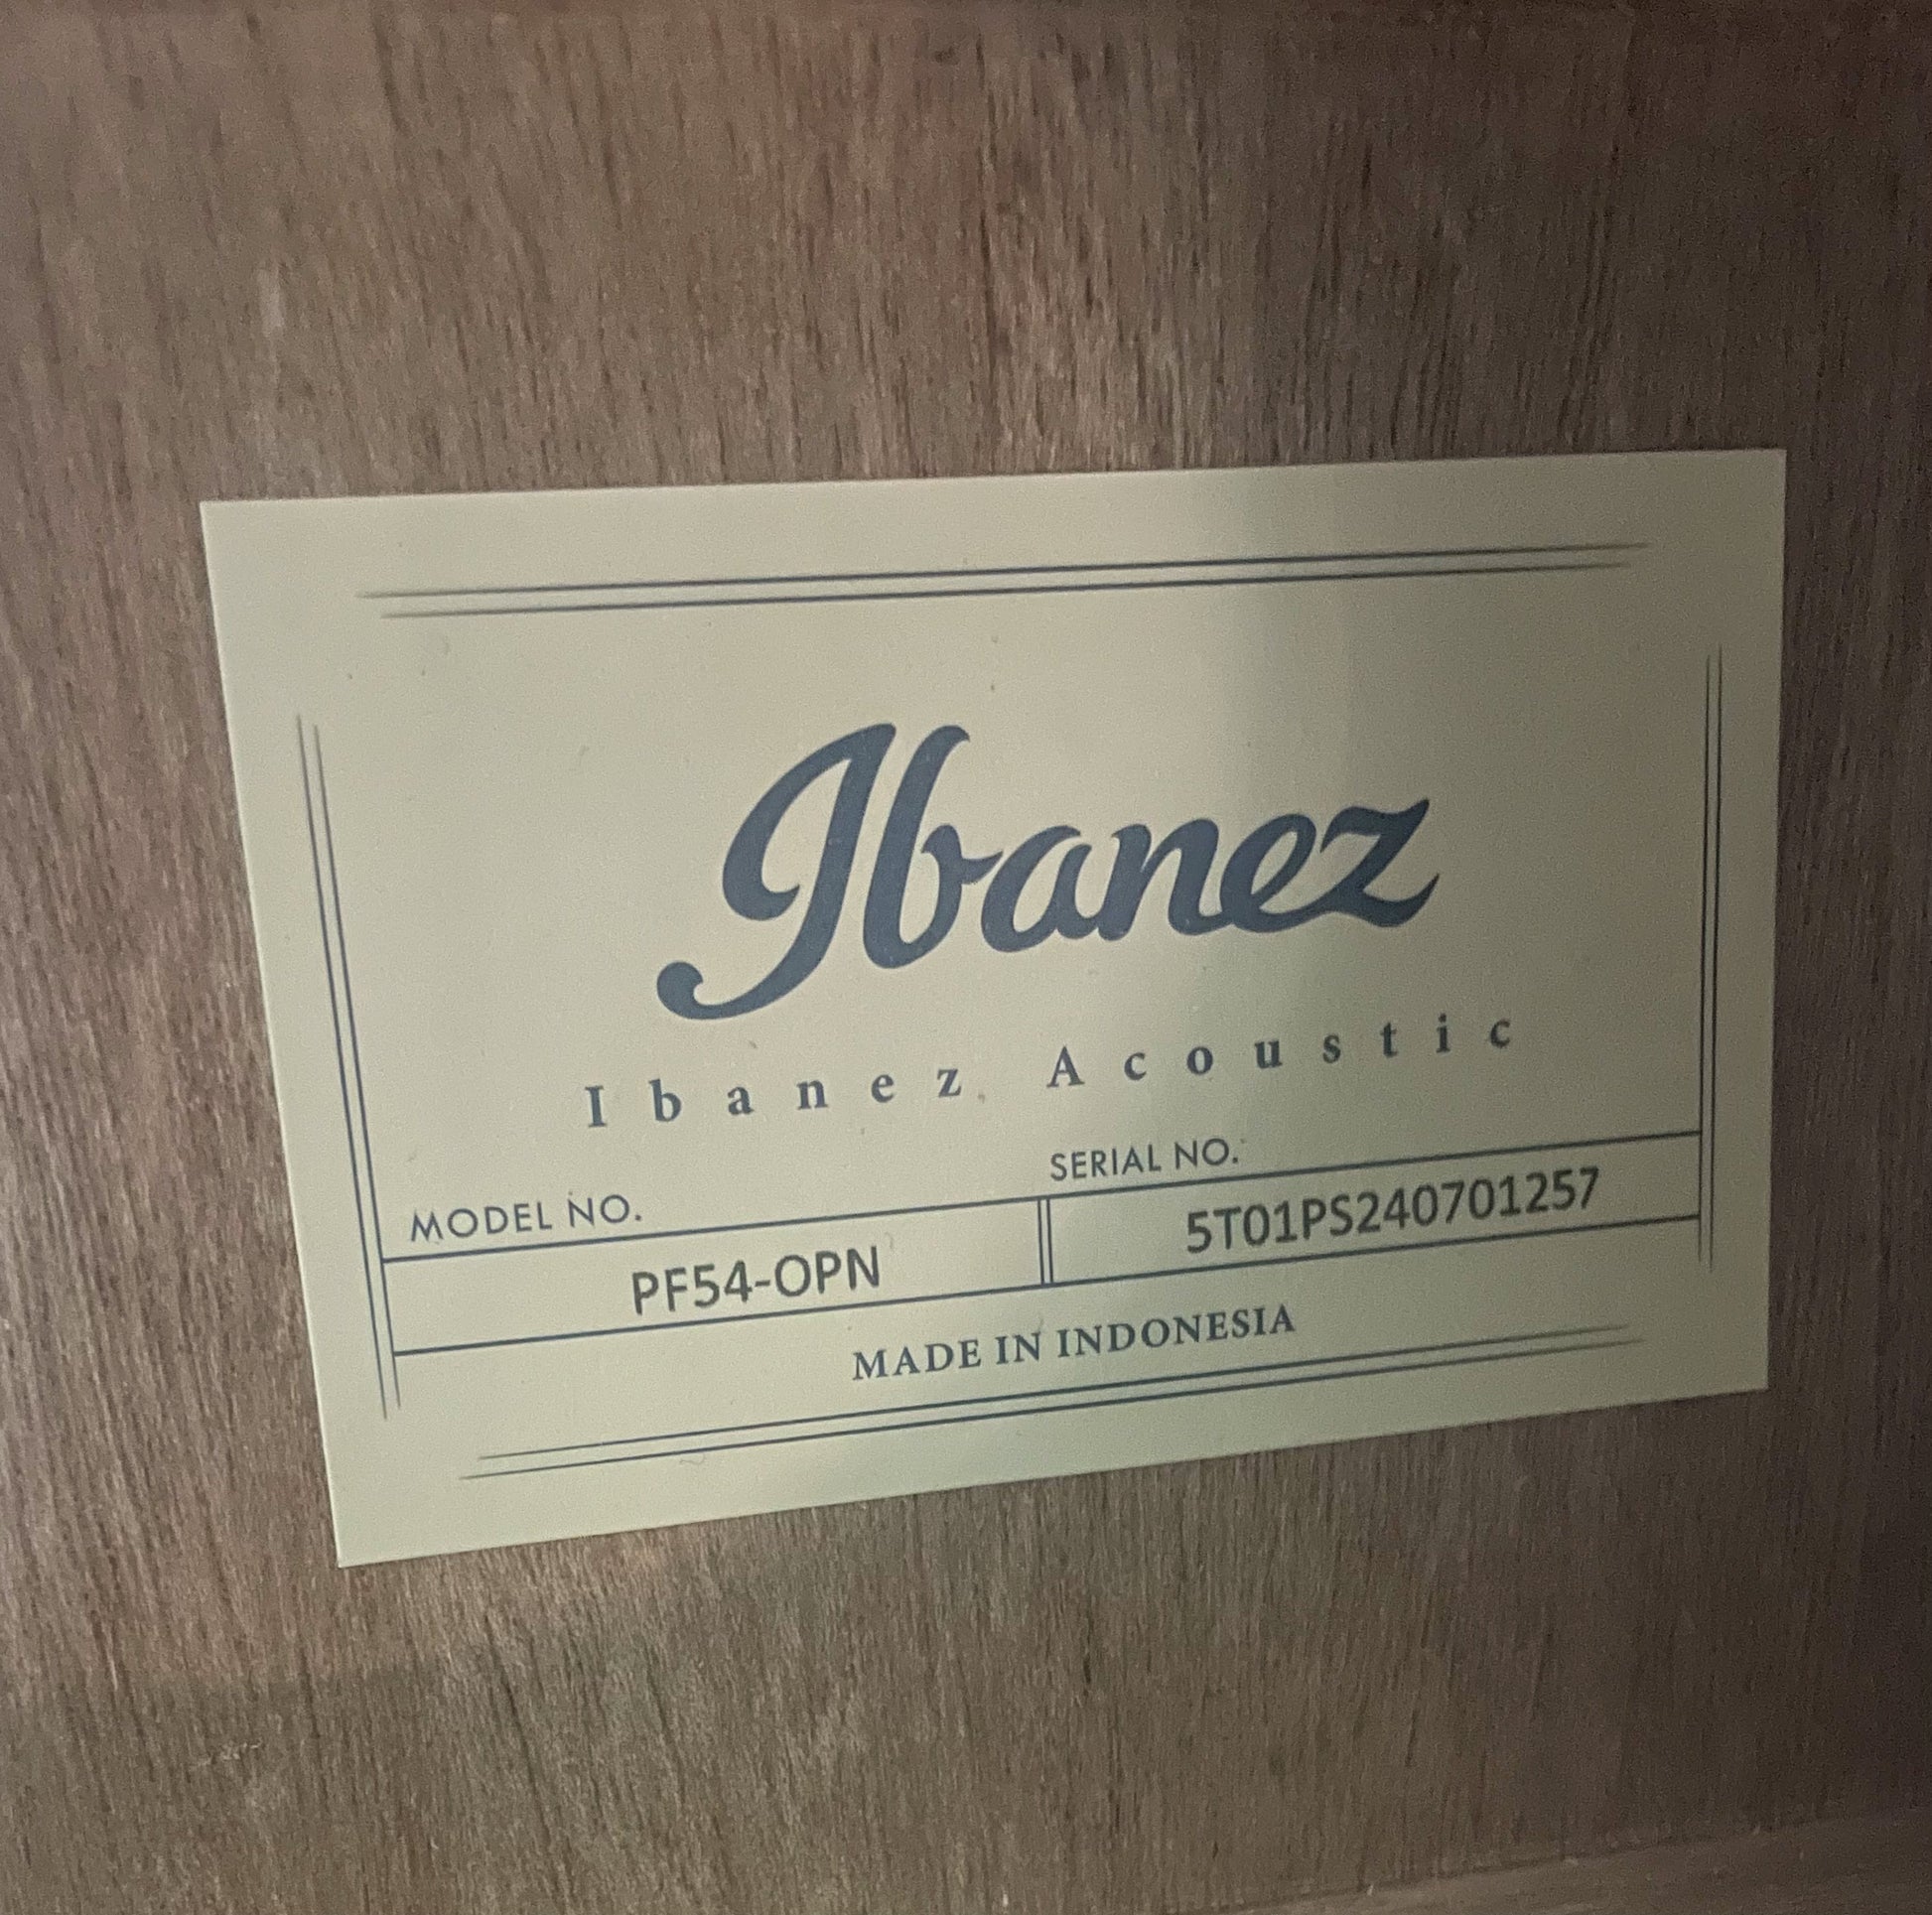 Ibanez
Ibanez Acoustic
MODEL NO.
SERIAL NO.
PF54-OPN
5T01PS240701257
MADE IN INDONESIA